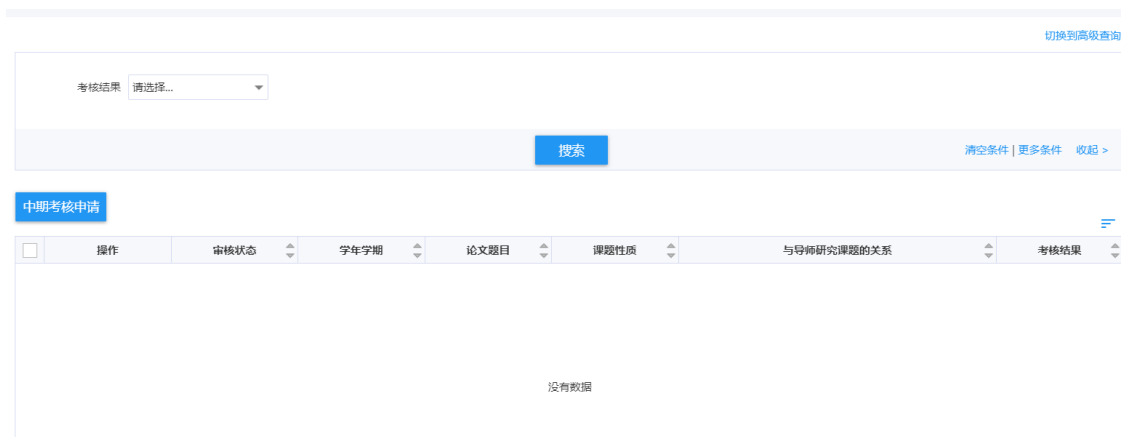 切换到高级查询
考核结果 请选择...
搜索
清空条件 | 更多条件 收起 >
中期考核申请
操作 审核状态 学年学期 论文题目 课题性质 与导师研究课题的关系 考核结果
没有数据